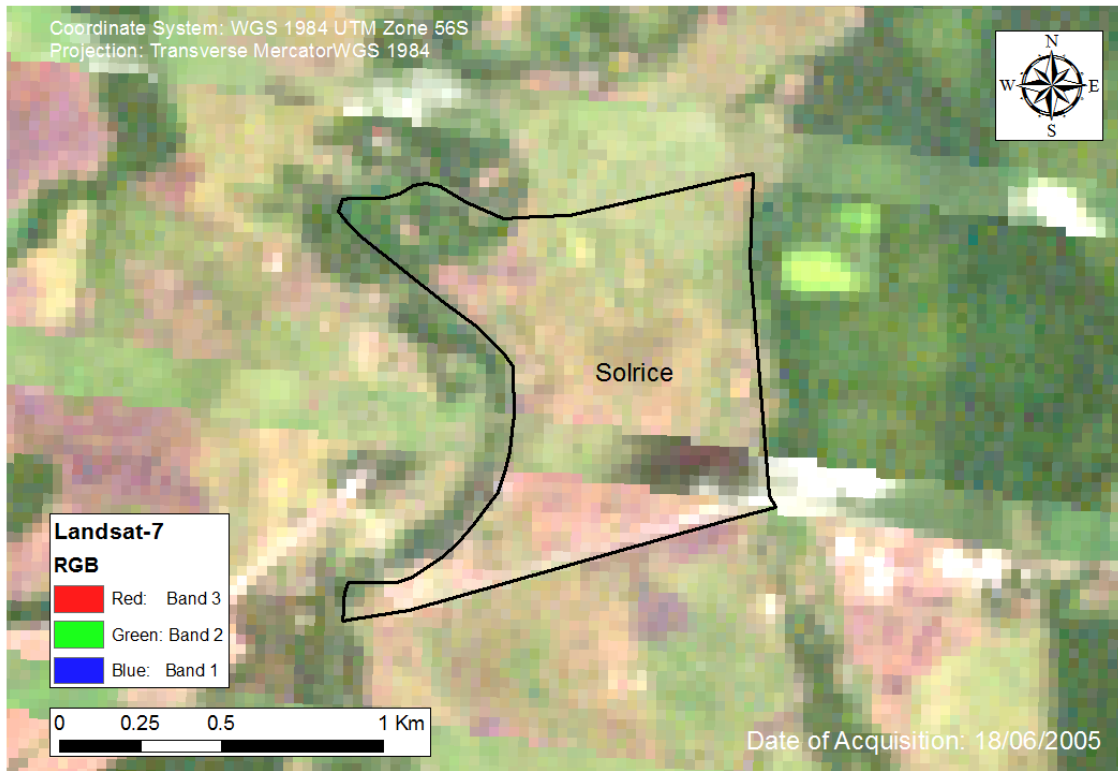 Coordinate System: WGS 1984 UTM Zone 56S
Projection: Transverse MercatorWGS 1984
N
W E
S
Solrice
Landsat-7
RGB
Red: Band 3
Green: Band 2
Blue: Band 1
0 0.25 0.5 1 Km
Date of Acquisition: 18/06/2005